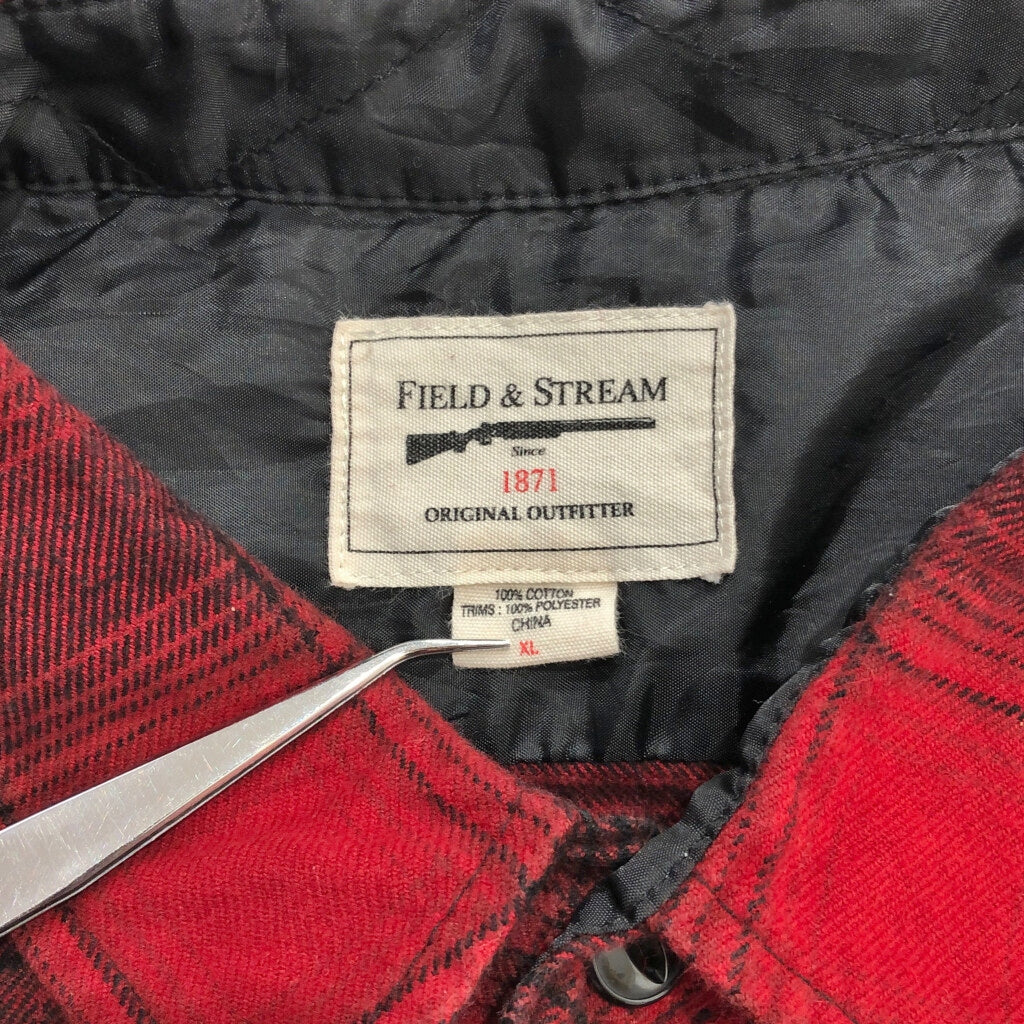 FIELD & STREAM
Since
1871
ORIGINAL OUTFITTER
100% COTTON
TRIMS : 100% POLYESTER
CHINA
XL